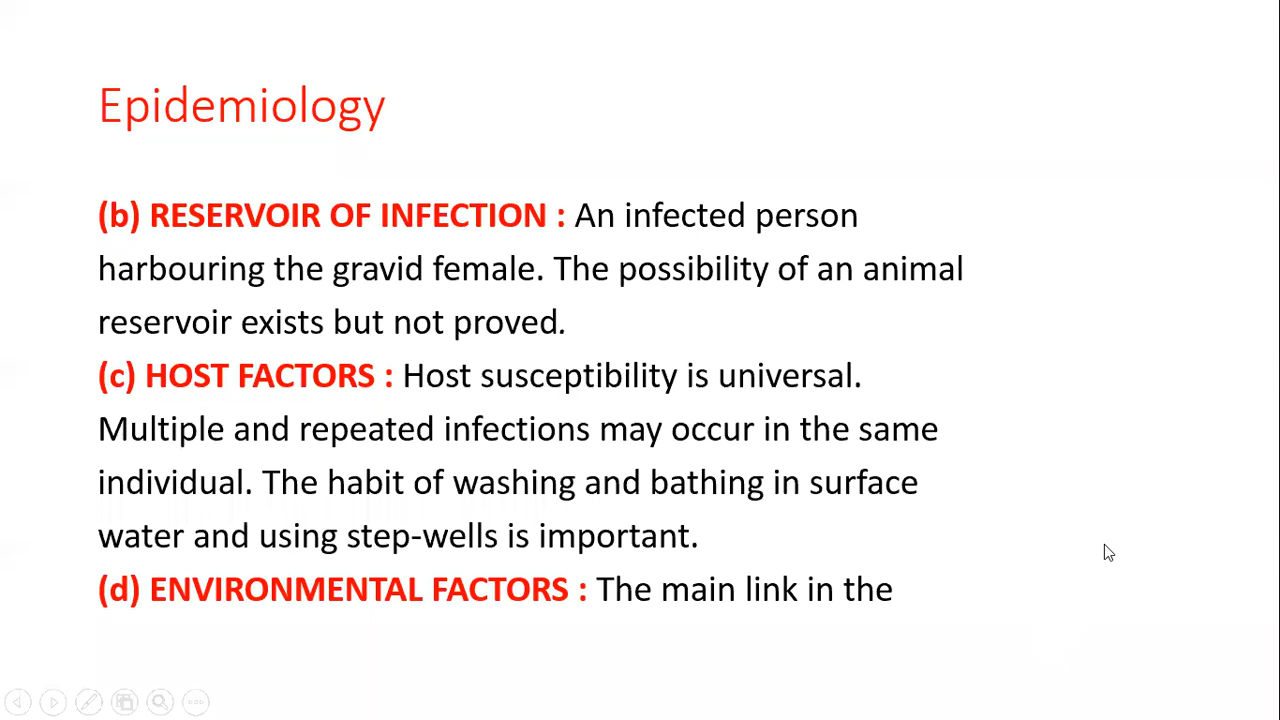 Epidemiology
(b) RESERVOIR OF INFECTION : An infected person
harbouring the gravid female. The possibility of an animal
reservoir exists but not proved.
(c) HOST FACTORS : Host susceptibility is universal.
Multiple and repeated infections may occur in the same
individual. The habit of washing and bathing in surface
water and using step-wells is important.
(d) ENVIRONMENTAL FACTORS : The main link in the